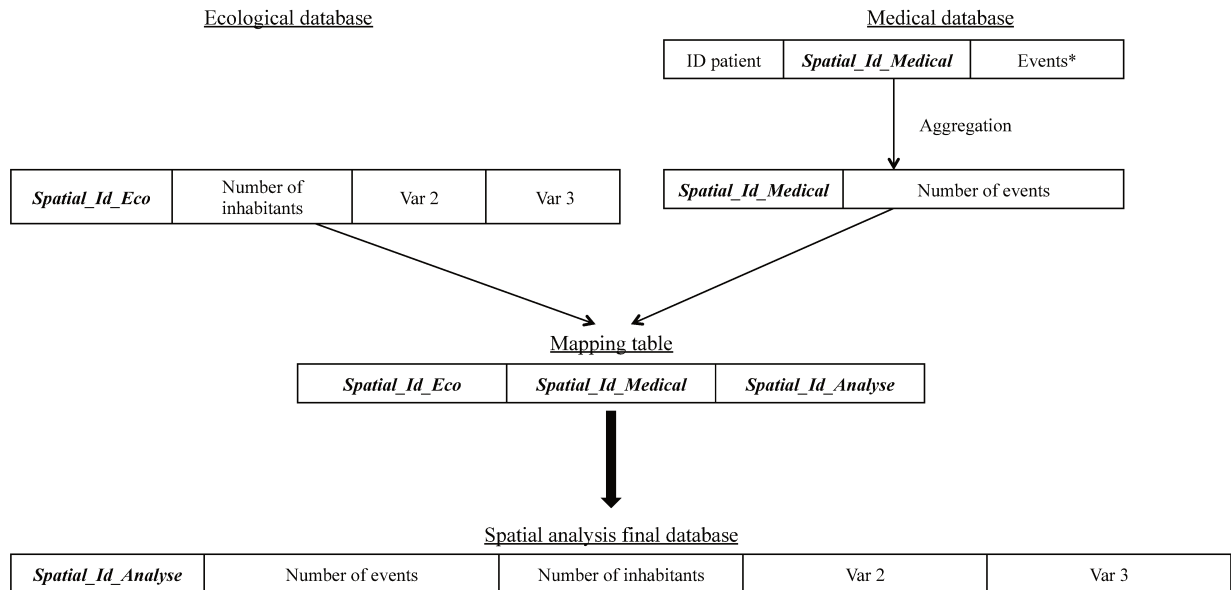 Ecological database
Medical database
ID patient
Spatial_Id_Medical
Events*
Aggregation
Spatial_Id_Eco
Number of
inhabitants
Var 2
Var 3
Spatial_Id_Medical
Number of events
Mapping table
Spatial_Id_Eco
Spatial_Id_Medical
Spatial_Id_Analyse
Spatial analysis final database
Spatial_Id_Analyse
Number of events
Number of inhabitants
Var 2
Var 3